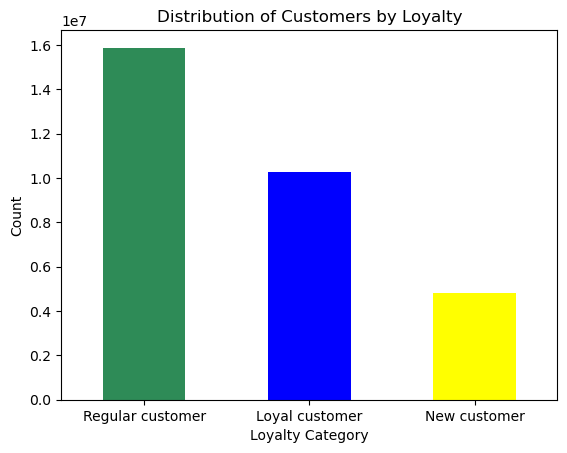 Distribution of Customers by Loyalty
1e7
1.6
1.4
1.2
1.0
0.8
0.6
0.4
0.2
0.0
Count
Regular customer
Loyal customer
New customer
Loyalty Category